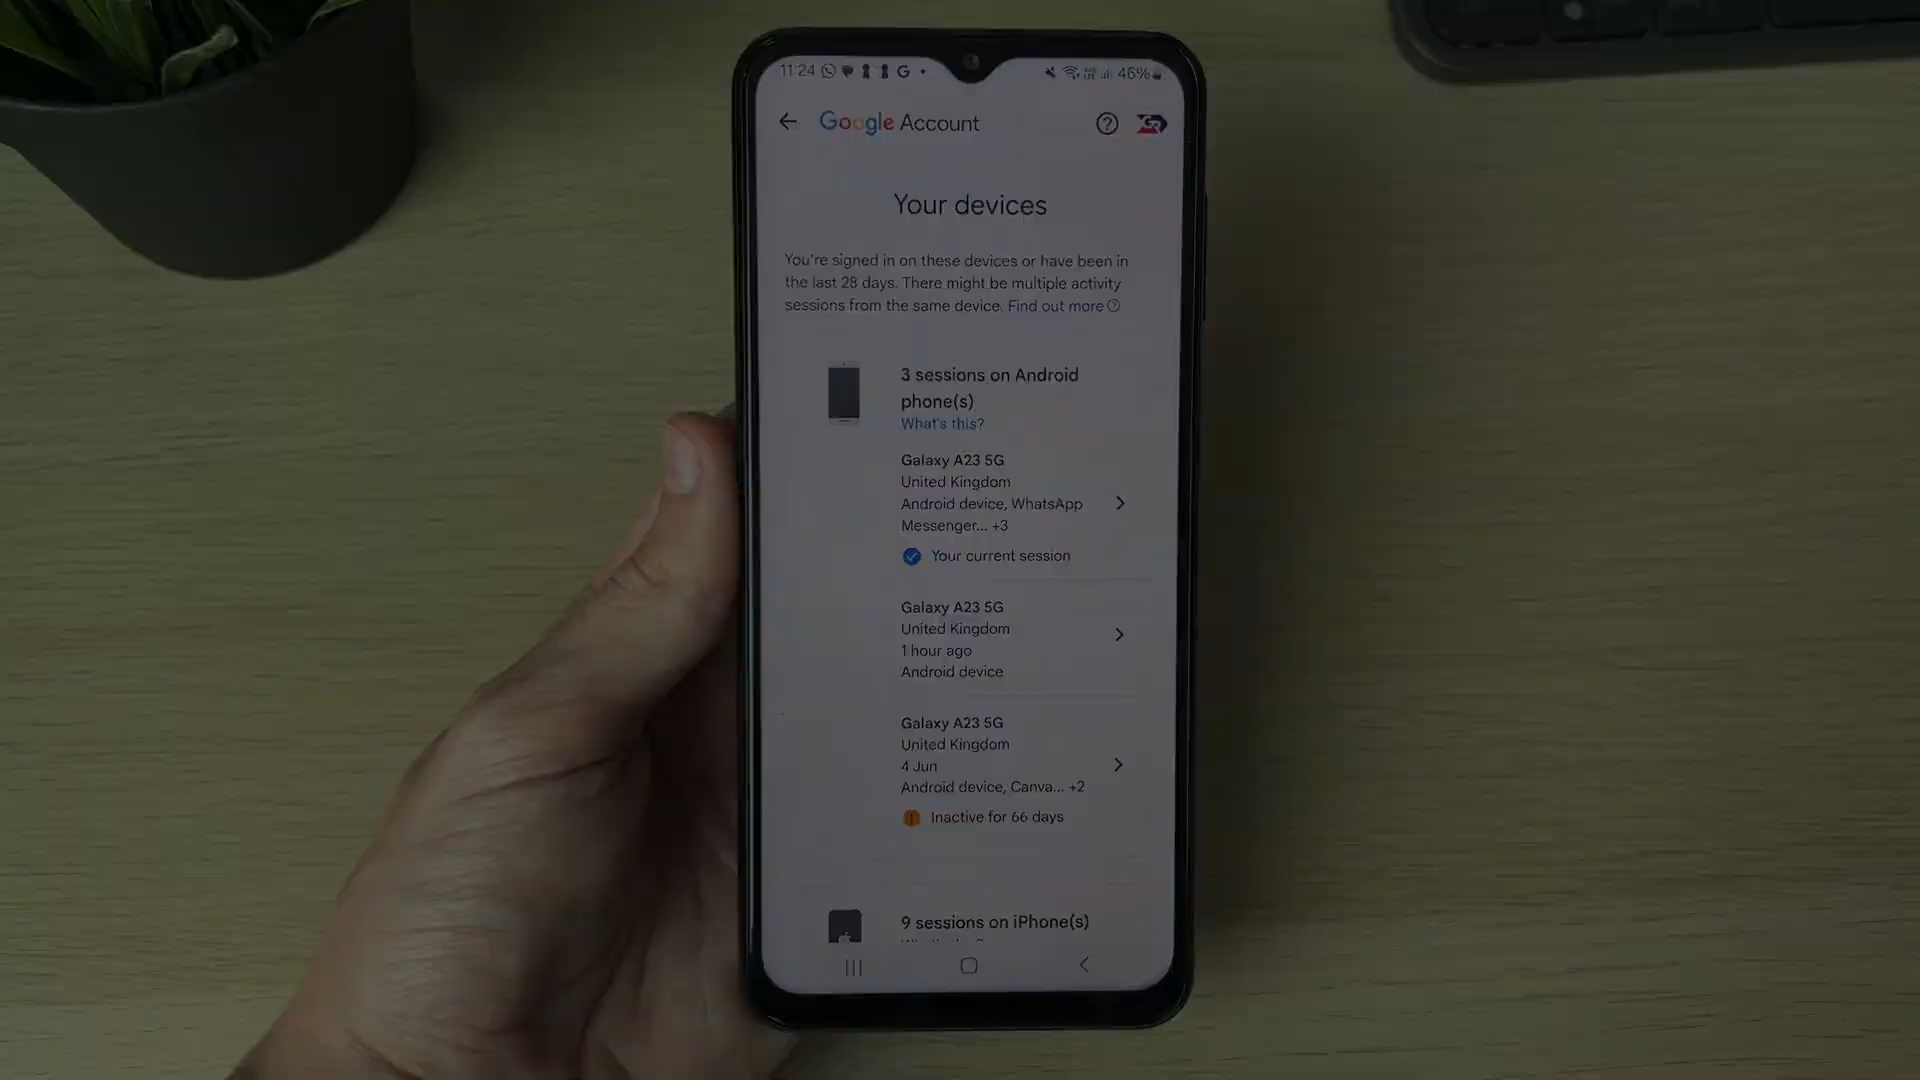 11:24 G 46%
Google Account
Your devices
You're signed in on these devices or have been in
the last 28 days. There might be multiple activity
sessions from the same device. Find out more
3 sessions on Android
phone(s)
What's this?
Galaxy A23 5G
United Kingdom
Android device, WhatsApp
Messenger... +3
Your current session
Galaxy A23 5G
United Kingdom
1 hour ago
Android device
Galaxy A23 5G
United Kingdom
4 Jun
Android device, Canva... +2
Inactive for 66 days
9 sessions on iPhone(s)